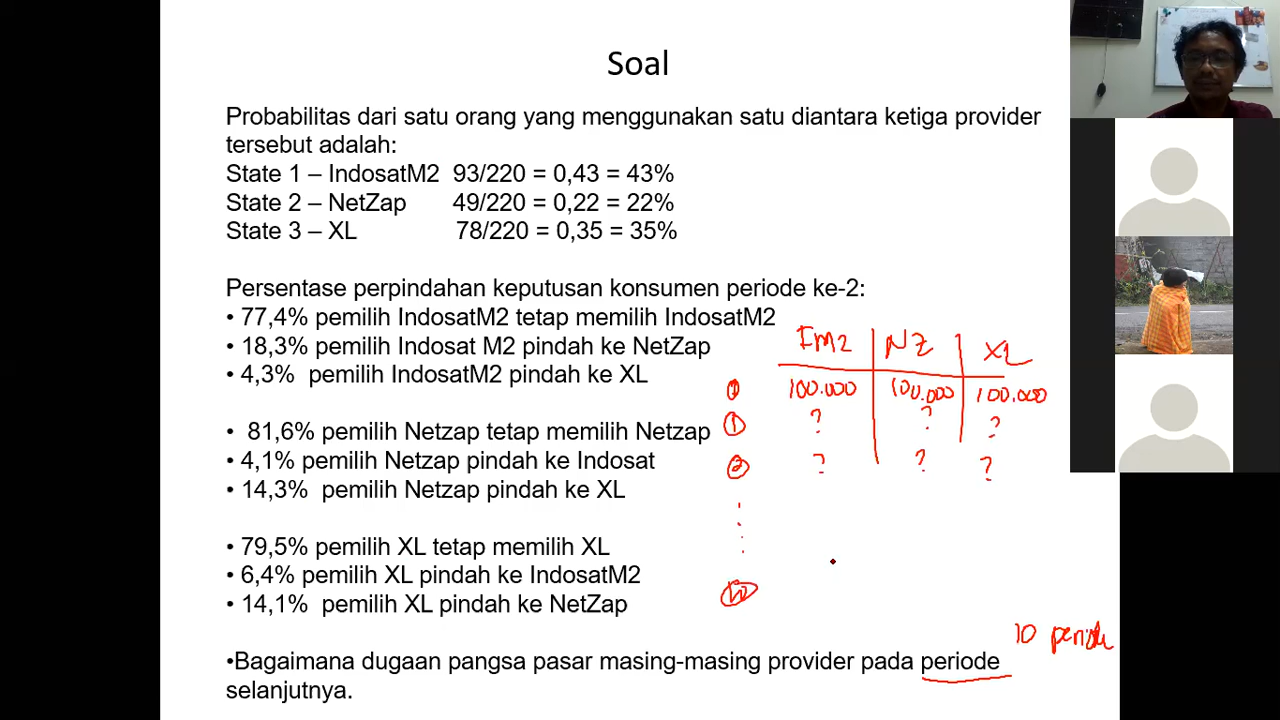 Soal
Probabilitas dari satu orang yang menggunakan satu diantara ketiga provider
tersebut adalah:
State 1 – IndosatM2 93/220 = 0,43 = 43%
State 2 – NetZap 49/220 = 0,22 = 22%
State 3 – XL 78/220 = 0,35 = 35%
Persentase perpindahan keputusan konsumen periode ke-2:
• 77,4% pemilih IndosatM2 tetap memilih IndosatM2
• 18,3% pemilih Indosat M2 pindah ke NetZap
• 4,3% pemilih IndosatM2 pindah ke XL
• 81,6% pemilih Netzap tetap memilih Netzap
• 4,1% pemilih Netzap pindah ke Indosat
• 14,3% pemilih Netzap pindah ke XL
• 79,5% pemilih XL tetap memilih XL
• 6,4% pemilih XL pindah ke IndosatM2
• 14,1% pemilih XL pindah ke NetZap
•Bagaimana dugaan pangsa pasar masing-masing provider pada periode
selanjutnya.
IM2 NZ XL
100.000 100.000 100.000
1 ? ? ?
2 ? ? ?
10
10 periode